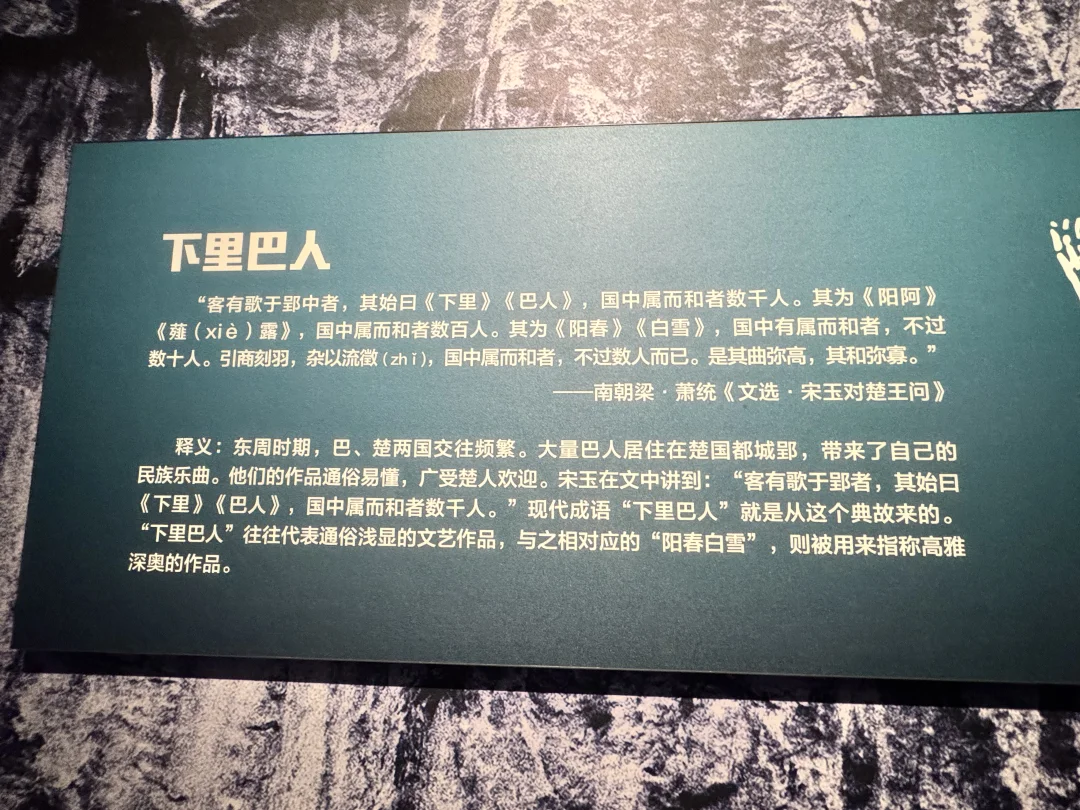 下里巴人
“客有歌于郢中者，其始曰《下里》《巴人》，国中属而和者数千人。其为《阳阿》
《薤（xiè）露》，国中属而和者数百人。其为《阳春》《白雪》，国中有属而和者，不过
数十人。引商刻羽，杂以流徵(zhǐ)，国中属而和者，不过数人而已。是其曲弥高，其和弥寡。”
——南朝梁·萧统《文选·宋玉对楚王问》
释义：东周时期，巴、楚两国交往频繁。大量巴人居住在楚国都城郢，带来了自己的
民族乐曲。他们的作品通俗易懂，广受楚人欢迎。宋玉在文中讲到：“客有歌于郢者，其始曰
《下里》《巴人》，国中属而和者数千人。”现代成语“下里巴人”就是从这个典故来的。
“下里巴人”往往代表通俗浅显的文艺作品，与之相对应的“阳春白雪”，则被用来指称高雅
深奥的作品。